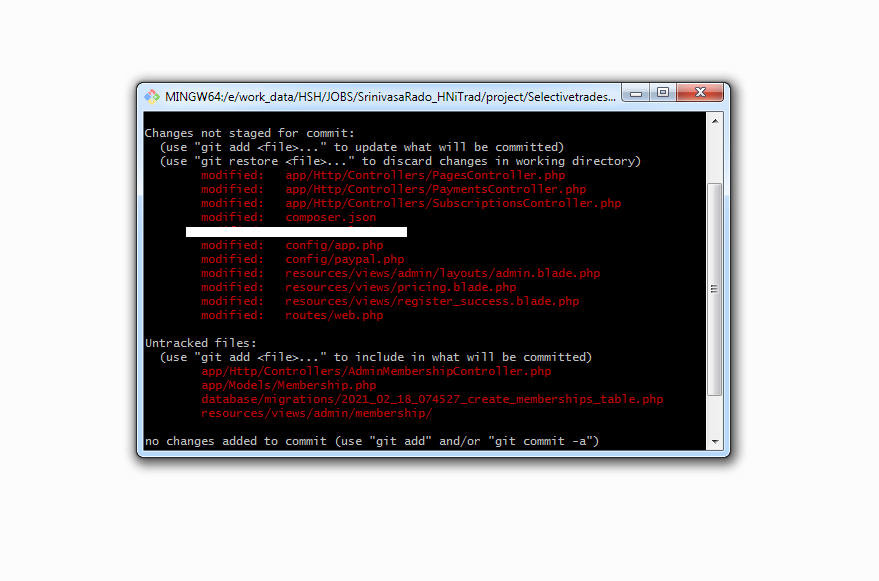 MINGW64:/e/work_data/HSH/JOBS/SrinivasaRado_HNiTrad/project/Selectivetrades...
Changes not staged for commit:
  (use "git add <file>..." to update what will be committed)
  (use "git restore <file>..." to discard changes in working directory)
        modified:   app/Http/Controllers/PagesController.php
        modified:   app/Http/Controllers/PaymentsController.php
        modified:   app/Http/Controllers/SubscriptionsController.php
        modified:   composer.json
        modified:   config/app.php
        modified:   config/paypal.php
        modified:   resources/views/admin/layouts/admin.blade.php
        modified:   resources/views/pricing.blade.php
        modified:   resources/views/register_success.blade.php
        modified:   routes/web.php
Untracked files:
  (use "git add <file>..." to include in what will be committed)
        app/Http/Controllers/AdminMembershipController.php
        app/Models/Membership.php
        database/migrations/2021_02_18_074527_create_memberships_table.php
        resources/views/admin/membership/
no changes added to commit (use "git add" and/or "git commit -a")